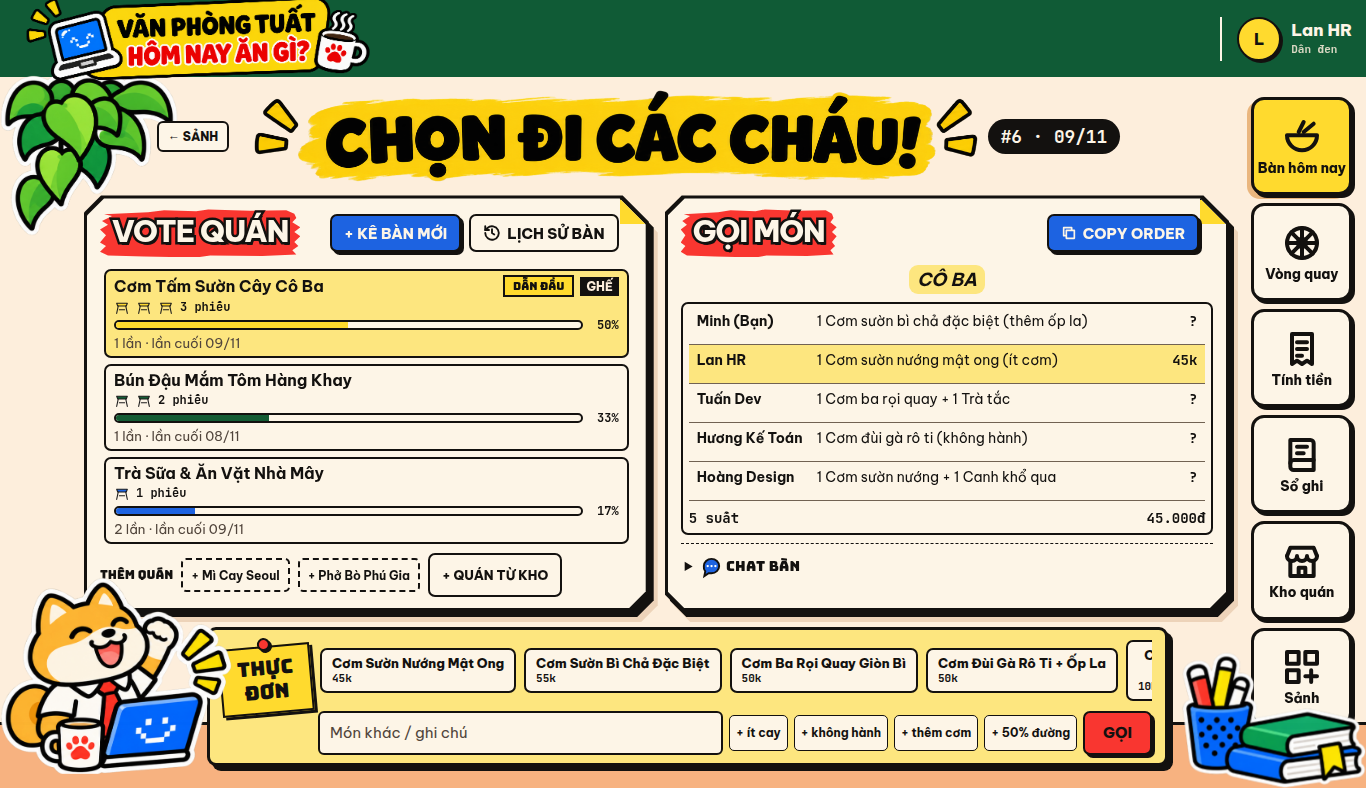 VĂN PHÒNG TUẤT
HÔM NAY ĂN GÌ?
L
Lan HR
Dân đen
← SẢNH
CHỌN ĐI CÁC CHÁU!
#6 · 09/11
VOTE QUÁN
+ KÊ BÀN MỚI
LỊCH SỬ BÀN
Cơm Tấm Sườn Cây Cô Ba
DẪN ĐẦU
GHẾ
3 phiếu
50%
1 lần · lần cuối 09/11
Bún Đậu Mắm Tôm Hàng Khay
2 phiếu
33%
1 lần · lần cuối 08/11
Trà Sữa & Ăn Vặt Nhà Mây
1 phiếu
17%
2 lần · lần cuối 09/11
THÊM QUÁN
+ Mì Cay Seoul
+ Phở Bò Phú Gia
+ QUÁN TỪ KHO
GỌI MÓN
COPY ORDER
CÔ BA
Minh (Bạn) 1 Cơm sườn bì chả đặc biệt (thêm ốp la) ?
Lan HR 1 Cơm sườn nướng mật ong (ít cơm) 45k
Tuấn Dev 1 Cơm ba rọi quay + 1 Trà tắc ?
Hương Kế Toán 1 Cơm đùi gà rô ti (không hành) ?
Hoàng Design 1 Cơm sườn nướng + 1 Canh khổ qua ?
5 suất 45.000đ
CHAT BÀN
Bàn hôm nay
Vòng quay
Tính tiền
Sổ ghi
Kho quán
Sảnh
THỰC
ĐƠN
Cơm Sườn Nướng Mật Ong
45k
Cơm Sườn Bì Chả Đặc Biệt
55k
Cơm Ba Rọi Quay Giòn Bì
50k
Cơm Đùi Gà Rô Ti + Ốp La
50k
Món khác / ghi chú
+ ít cay
+ không hành
+ thêm cơm
+ 50% đường
GỌI